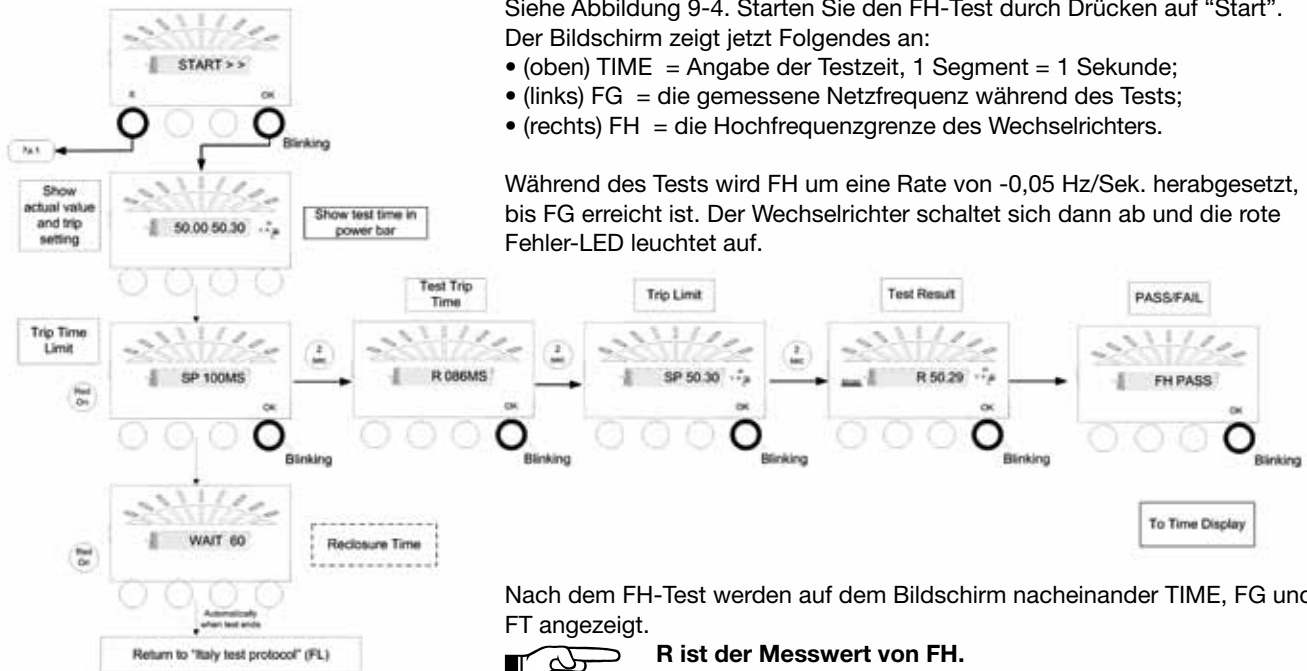 Siehe Abbildung 9-4. Starten Sie den FH-Test durch Drücken auf “Start”.
Der Bildschirm zeigt jetzt Folgendes an:
• (oben) TIME = Angabe der Testzeit, 1 Segment = 1 Sekunde;
• (links) FG = die gemessene Netzfrequenz während des Tests;
• (rechts) FH = die Hochfrequenzgrenze des Wechselrichters.
Während des Tests wird FH um eine Rate von -0,05 Hz/Sek. herabgesetzt,
bis FG erreicht ist. Der Wechselrichter schaltet sich dann ab und die rote
Fehler-LED leuchtet auf.
START > >
OK
Blinking
Show
actual value
and trip
setting
50.00 50.30
Show test time in
power bar
Trip Time
Limit
Red
On
SP 100MS
OK
Blinking
2
sec
Test Trip
Time
R 086MS
OK
Blinking
2
sec
Trip Limit
SP 50.30
OK
Blinking
2
sec
Test Result
R 50.29
OK
Blinking
PASS/FAIL
FH PASS
OK
Blinking
To Time Display
Red
On
WAIT 60
Reclosure Time
Automatically
when test ends
Return to "Italy test protocol" (FL)
Nach dem FH-Test werden auf dem Bildschirm nacheinander TIME, FG und
FT angezeigt.
R ist der Messwert von FH.